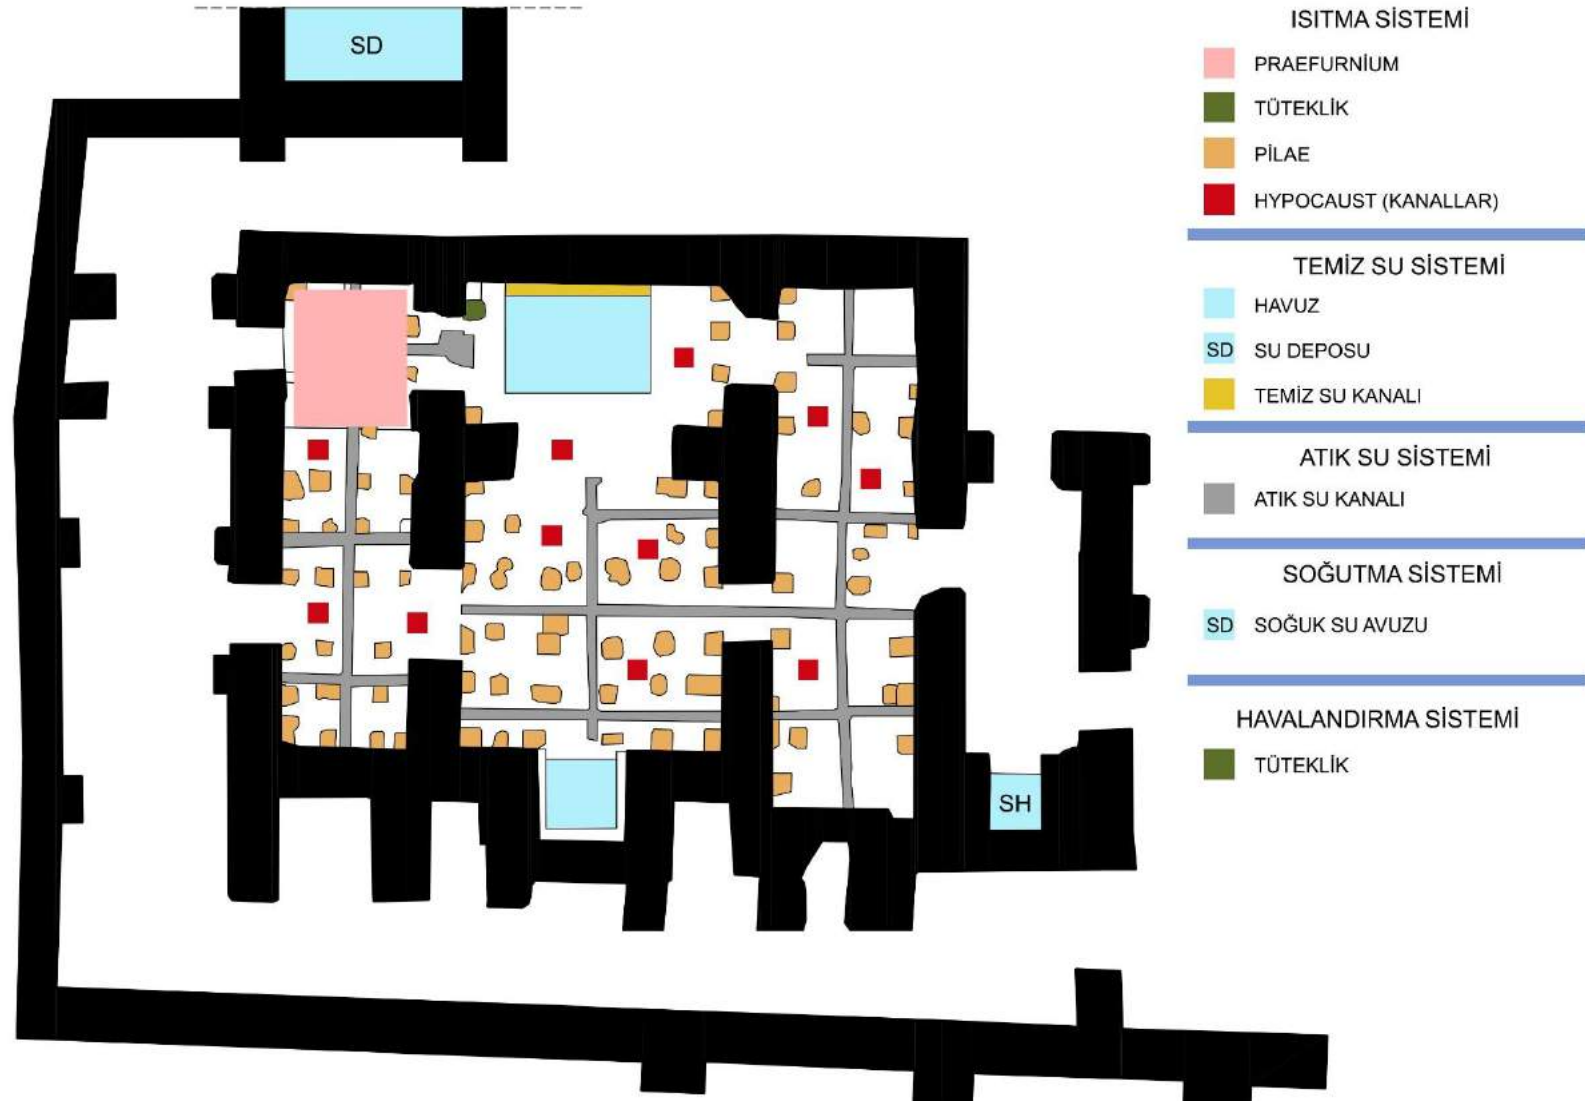 SD
SH
ISITMA SİSTEMİ
PRAEFURNİUM
TÜTEKLİK
PİLAE
HYPOCAUST (KANALLAR)
TEMİZ SU SİSTEMİ
HAVUZ
SD SU DEPOSU
TEMİZ SU KANALI
ATIK SU SİSTEMİ
ATIK SU KANALI
SOĞUTMA SİSTEMİ
SD SOĞUK SU AVUZU
HAVALANDIRMA SİSTEMİ
TÜTEKLİK